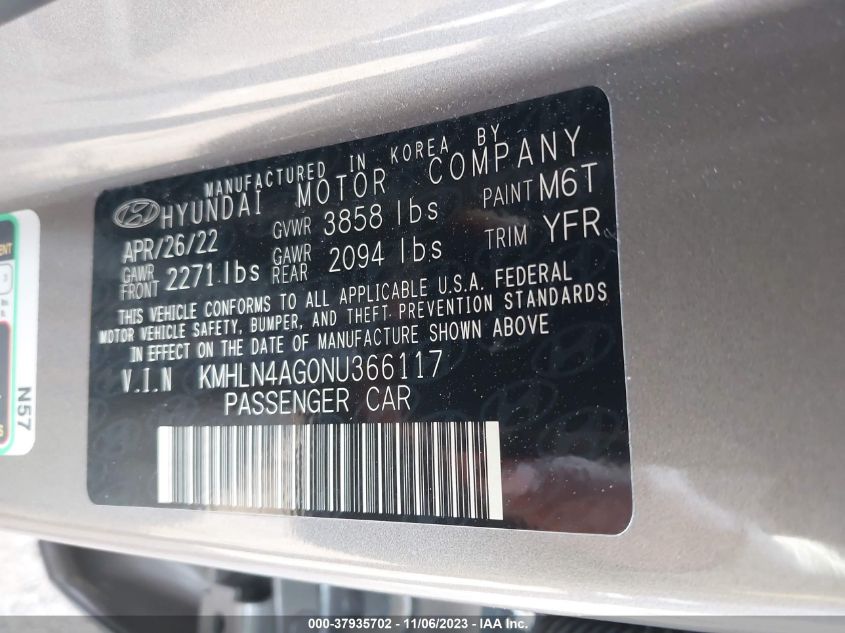 MANUFACTURED IN KOREA BY
HYUNDAI MOTOR COMPANY
APR/26/22 GVWR 3858 lbs PAINT M6T
GAWR FRONT 2271 lbs GAWR REAR 2094 lbs TRIM YFR
THIS VEHICLE CONFORMS TO ALL APPLICABLE U.S.A. FEDERAL
MOTOR VEHICLE SAFETY, BUMPER, AND THEFT PREVENTION STANDARDS
IN EFFECT ON THE DATE OF MANUFACTURE SHOWN ABOVE
V.I.N KMHLN4AG0NU366117
PASSENGER CAR
N57
000-37935702 - 11/06/2023 - IAA Inc.